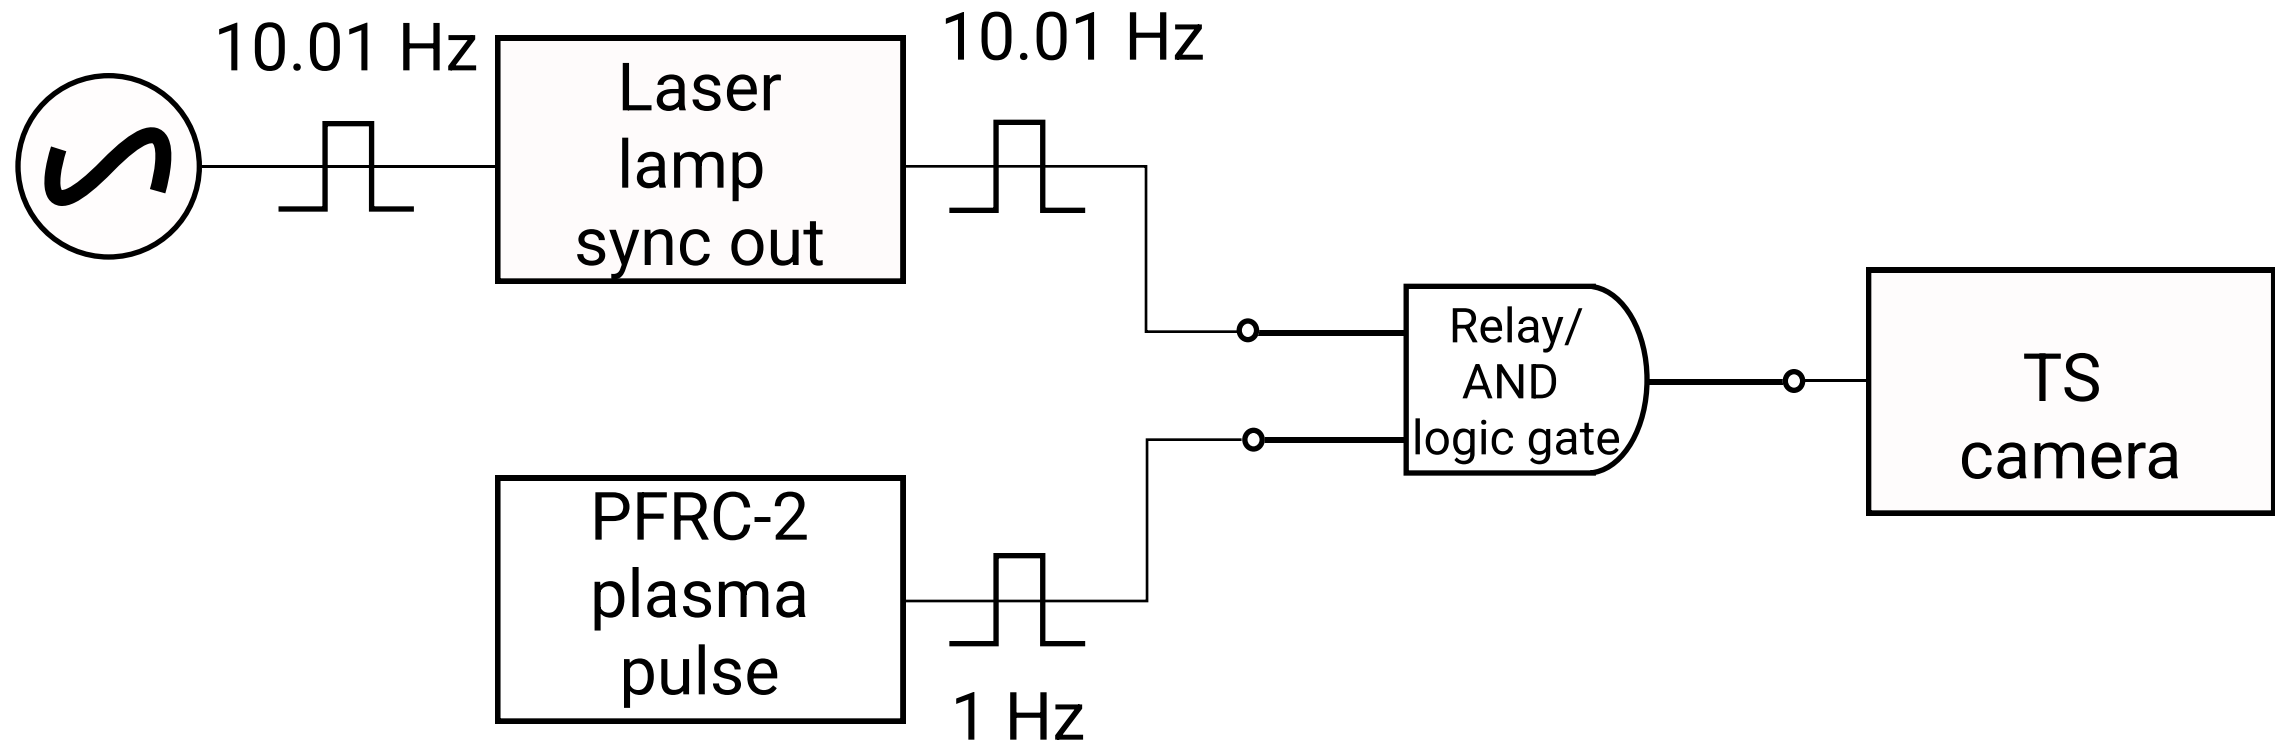 10.01 Hz
Laser
lamp
sync out
10.01 Hz
PFRC-2
plasma
pulse
1 Hz
Relay/
AND
logic gate
TS
camera